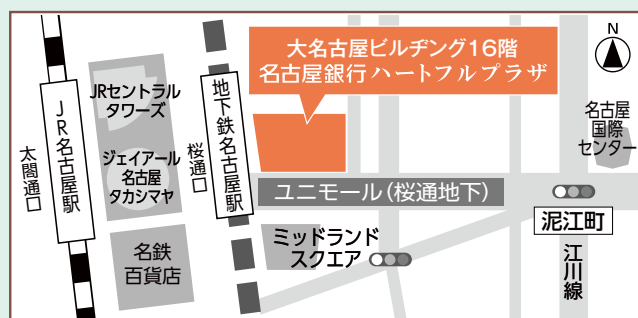 大名古屋ビルヂング16階
名古屋銀行ハートフルプラザ
N
JRセントラル
タワーズ
ジェイアール
名古屋
タカシマヤ
名鉄
百貨店
JR名古屋駅
太閤通口
地下鉄名古屋駅
桜通口
ユニモール(桜通地下)
ミッドランド
スクエア
名古屋
国際
センター
泥江町
江川線